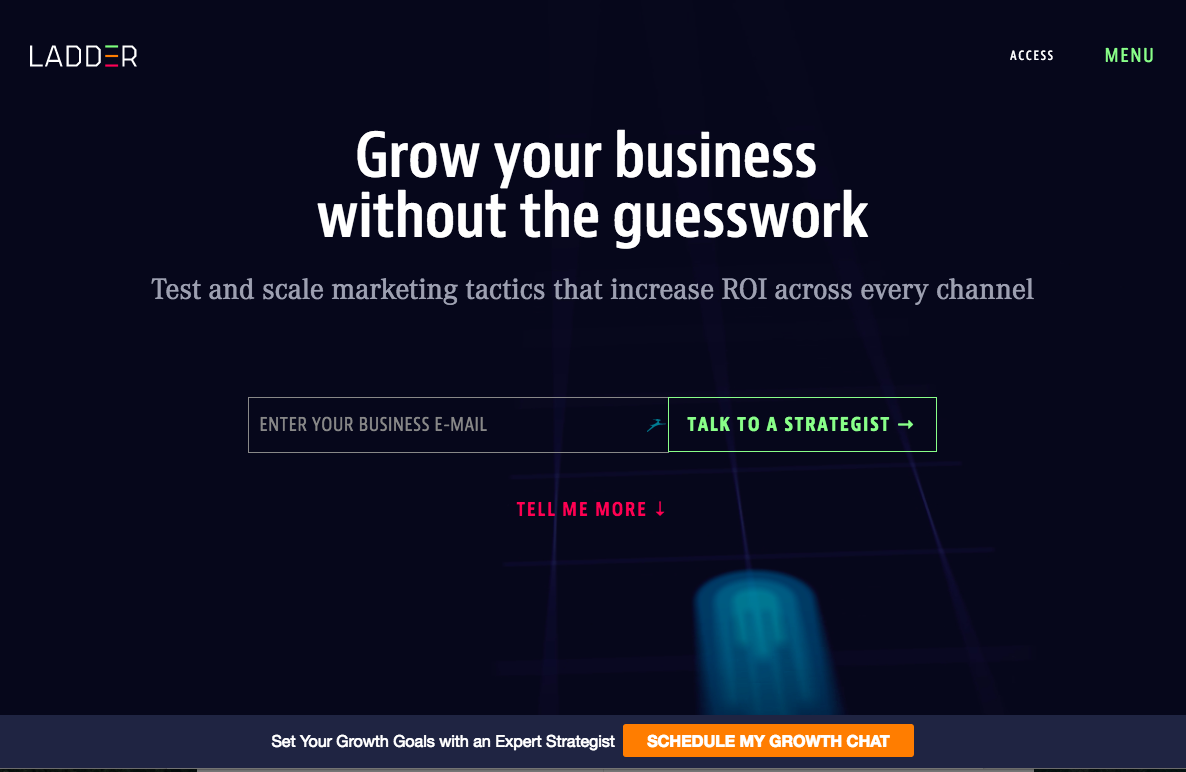 LADDER
ACCESS
MENU
Grow your business
without the guesswork
Test and scale marketing tactics that increase ROI across every channel
ENTER YOUR BUSINESS E-MAIL
TALK TO A STRATEGIST →
TELL ME MORE ↓
Set Your Growth Goals with an Expert Strategist
SCHEDULE MY GROWTH CHAT